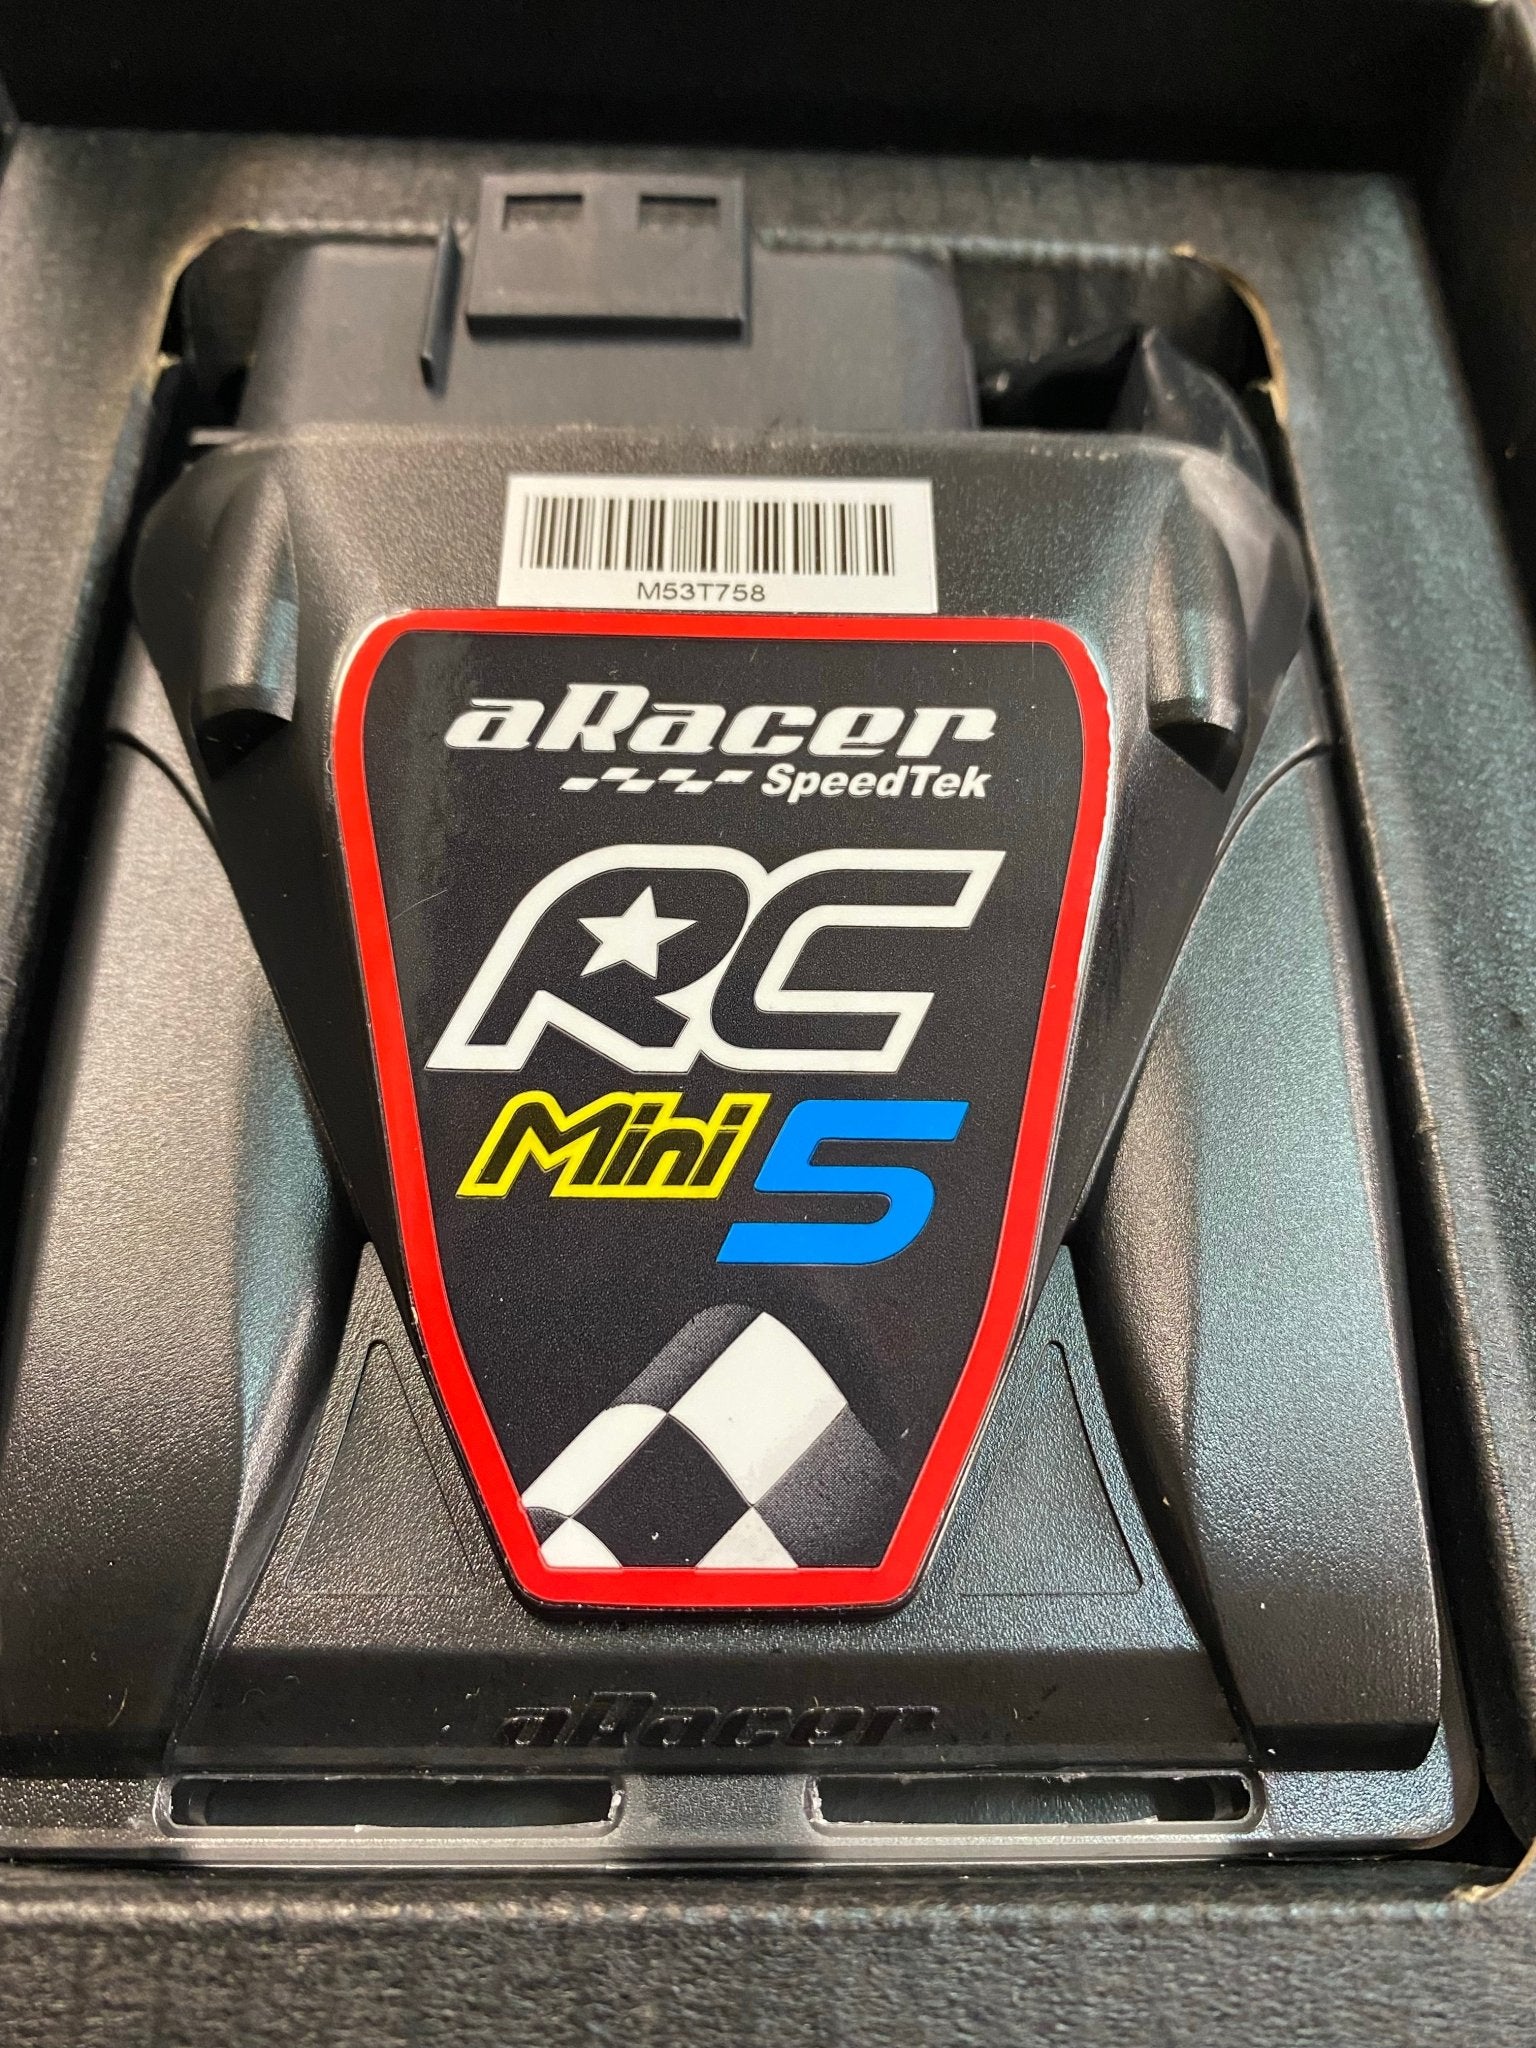 M53T758
aRacer
SpeedTek
RC
Mini 5
aRacer